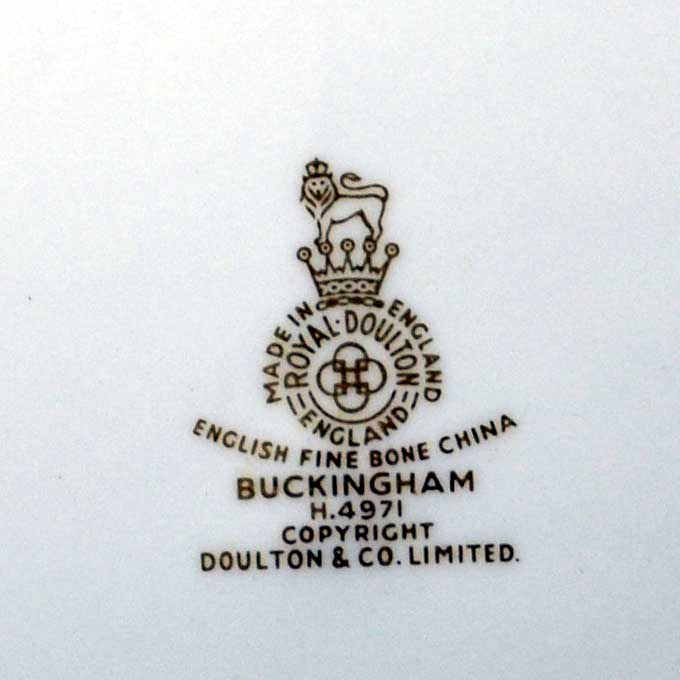 MADE IN ENGLAND
ROYAL·DOULTON
ENGLAND
ENGLISH FINE BONE CHINA
BUCKINGHAM
H.4971
COPYRIGHT
DOULTON & CO. LIMITED.